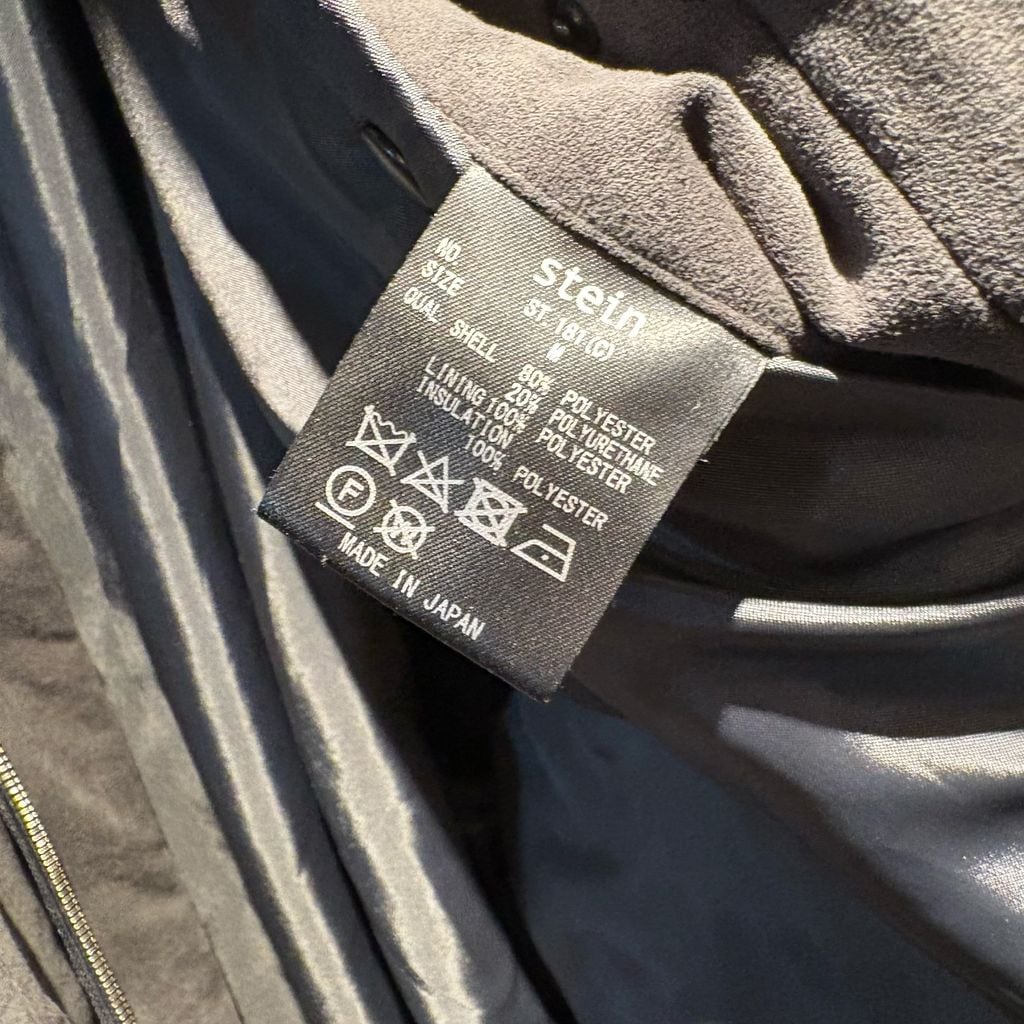 stein
NO. ST.181(C)
SIZE M
QUAL SHELL 80% POLYESTER
20% POLYURETHANE
LINING 100% POLYESTER
INSULATION
100% POLYESTER
F W
MADE IN JAPAN